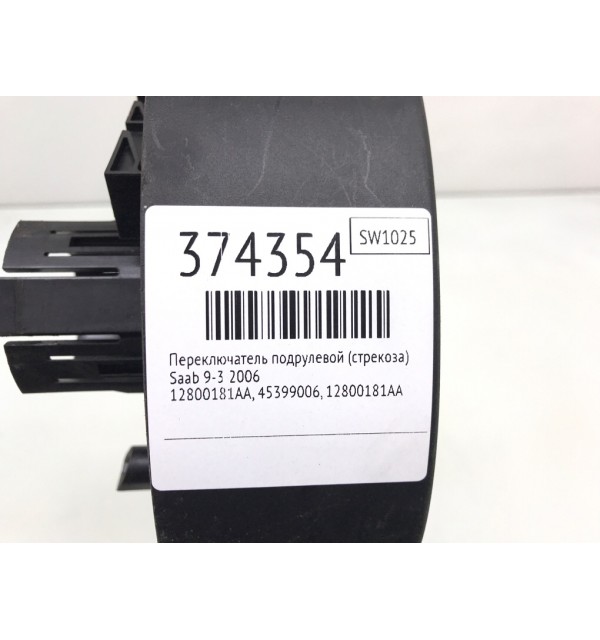 374354
SW1025
Переключатель подрулевой (стрекоза)
Saab 9-3 2006
12800181AA, 45399006, 12800181AA